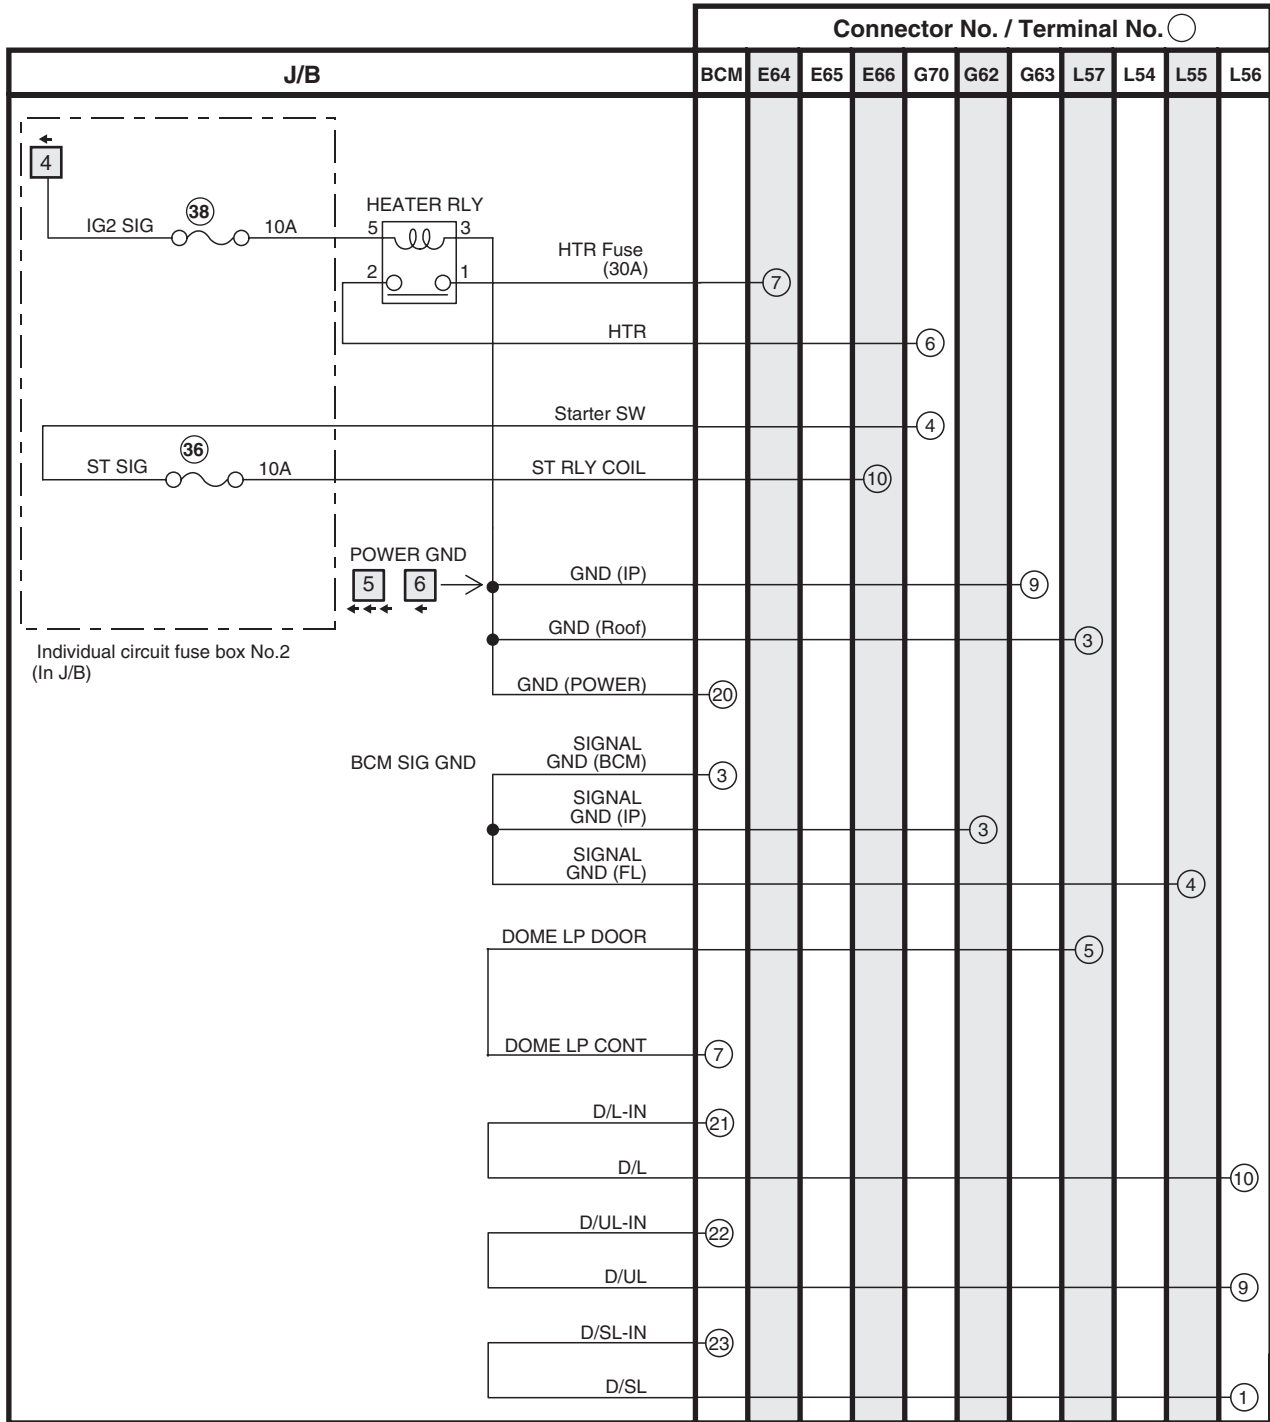 Connector No. / Terminal No.
J/B
BCM E64 E65 E66 G70 G62 G63 L57 L54 L55 L56
4
IG2 SIG
38
10A
HEATER RLY
5
3
2
1
HTR Fuse
(30A)
7
HTR
6
Starter SW
4
ST SIG
36
10A
ST RLY COIL
10
POWER GND
5
6
GND (IP)
9
GND (Roof)
3
Individual circuit fuse box No.2
(In J/B)
GND (POWER)
20
BCM SIG GND
SIGNAL
GND (BCM)
3
SIGNAL
GND (IP)
3
SIGNAL
GND (FL)
4
DOME LP DOOR
5
DOME LP CONT
7
D/L-IN
21
D/L
10
D/UL-IN
22
D/UL
9
D/SL-IN
23
D/SL
1